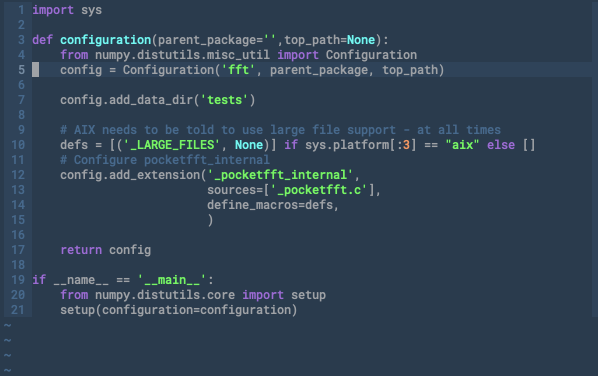 1 import sys
2
3 def configuration(parent_package='',top_path=None):
4     from numpy.distutils.misc_util import Configuration
5     config = Configuration('fft', parent_package, top_path)
6
7     config.add_data_dir('tests')
8
9     # AIX needs to be told to use large file support - at all times
10     defs = [('_LARGE_FILES', None)] if sys.platform[:3] == "aix" else []
11     # Configure pocketfft_internal
12     config.add_extension('_pocketfft_internal',
13                          sources=['_pocketfft.c'],
14                          define_macros=defs,
15                          )
16
17     return config
18
19 if __name__ == '__main__':
20     from numpy.distutils.core import setup
21     setup(configuration=configuration)
~
~
~
~